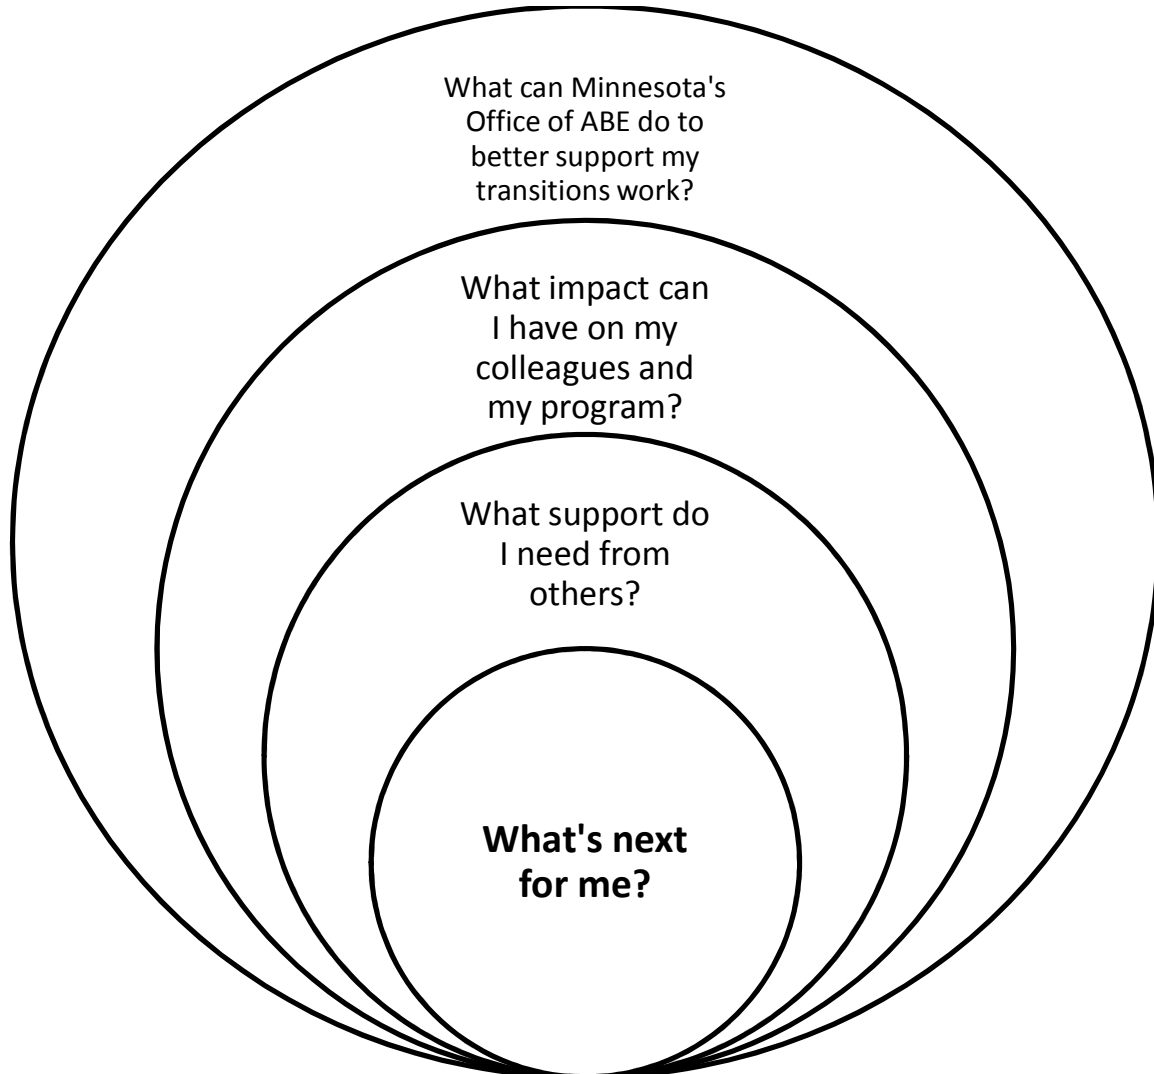 What can Minnesota's
Office of ABE do to
better support my
transitions work?
What impact can
I have on my
colleagues and
my program?
What support do
I need from
others?
What's next
for me?